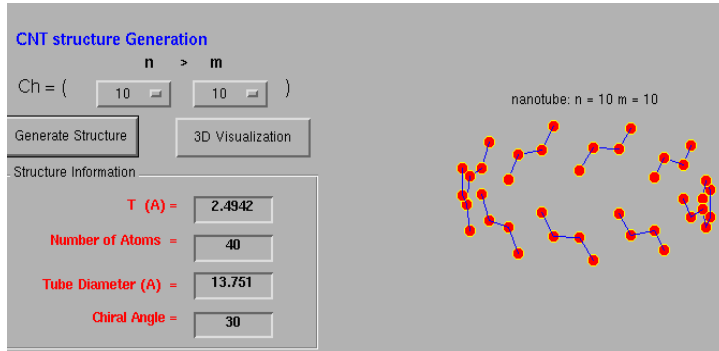 CNT structure Generation
n > m
Ch = ( 10 10 )
nanotube: n = 10 m = 10
Generate Structure 3D Visualization
Structure Information
T (A) = 2.4942
Number of Atoms = 40
Tube Diameter (A) = 13.751
Chiral Angle = 30